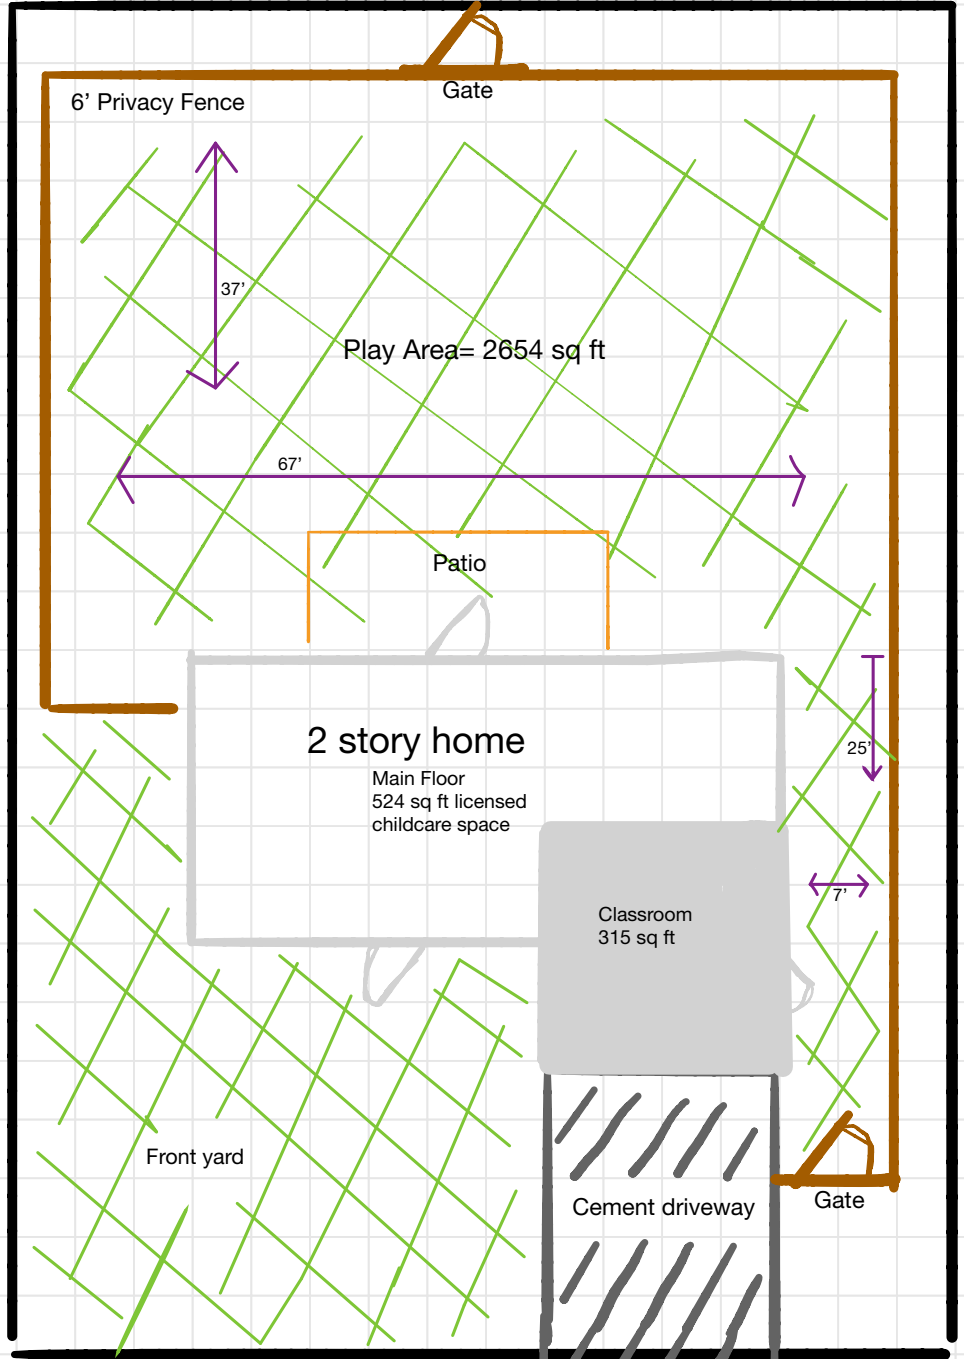 Gate
6’ Privacy Fence
37’
Play Area= 2654 sq ft
67’
Patio
2 story home
Main Floor
524 sq ft licensed
childcare space
25’
7’
Classroom
315 sq ft
Front yard
Cement driveway
Gate